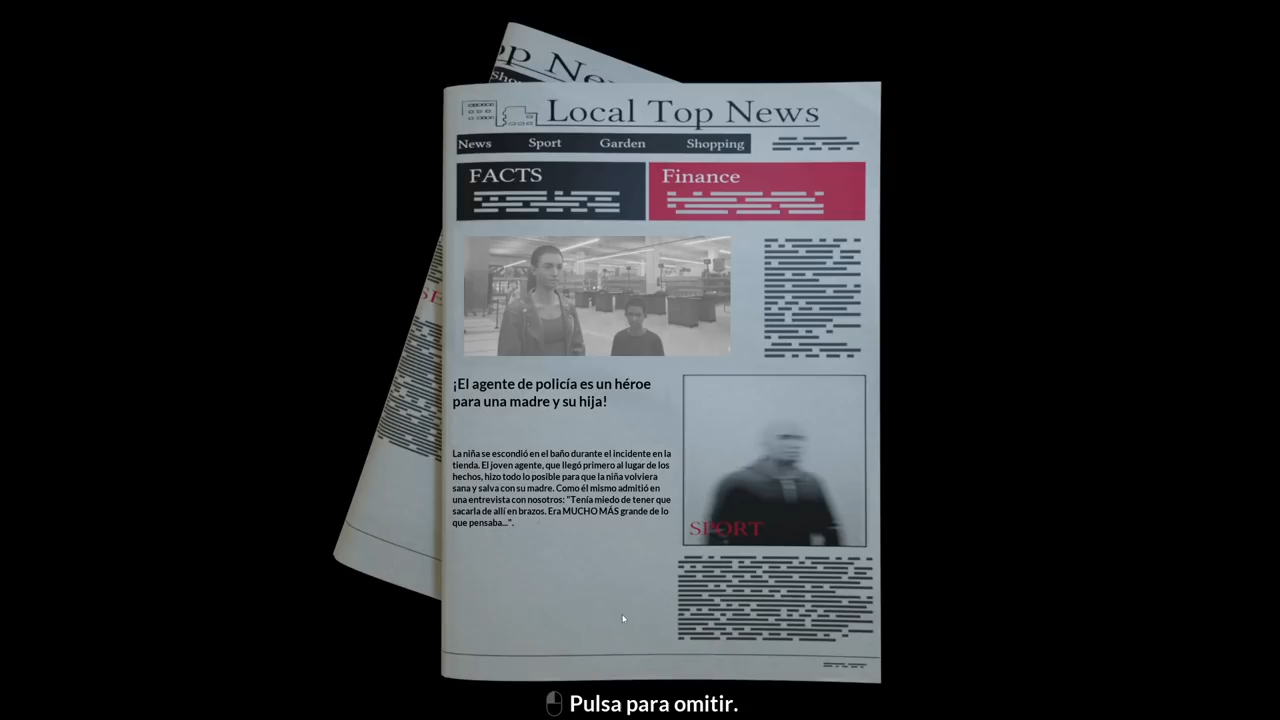 op Ne
Sho
Local Top News
News Sport Garden Shopping
FACTS
Finance
SE
¡El agente de policía es un héroe
para una madre y su hija!
La niña se escondió en el baño durante el incidente en la
tienda. El joven agente, que llegó primero al lugar de los
hechos, hizo todo lo posible para que la niña volviera
sana y salva con su madre. Como él mismo admitió en
una entrevista con nosotros: "Tenía miedo de tener que
sacarla de allí en brazos. Era MUCHO MÁS grande de lo
que pensaba...".
SPORT
Pulsa para omitir.